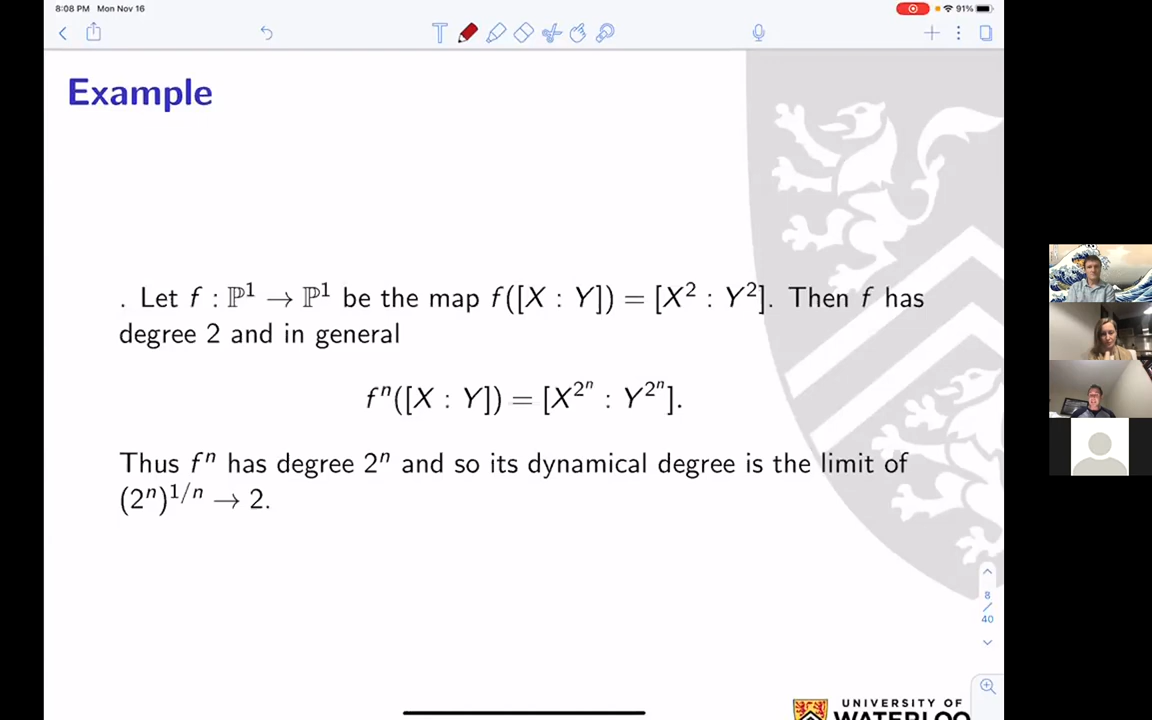 8:08 PM Mon Nov 16
91%
T
Example
. Let f : ℙ¹ → ℙ¹ be the map f([X : Y]) = [X² : Y²]. Then f has
degree 2 and in general
fⁿ([X : Y]) = [X^{2ⁿ} : Y^{2ⁿ}].
Thus fⁿ has degree 2ⁿ and so its dynamical degree is the limit of
(2ⁿ)^{1/n} → 2.
8
/
40
UNIVERSITY OF
WATERLOO